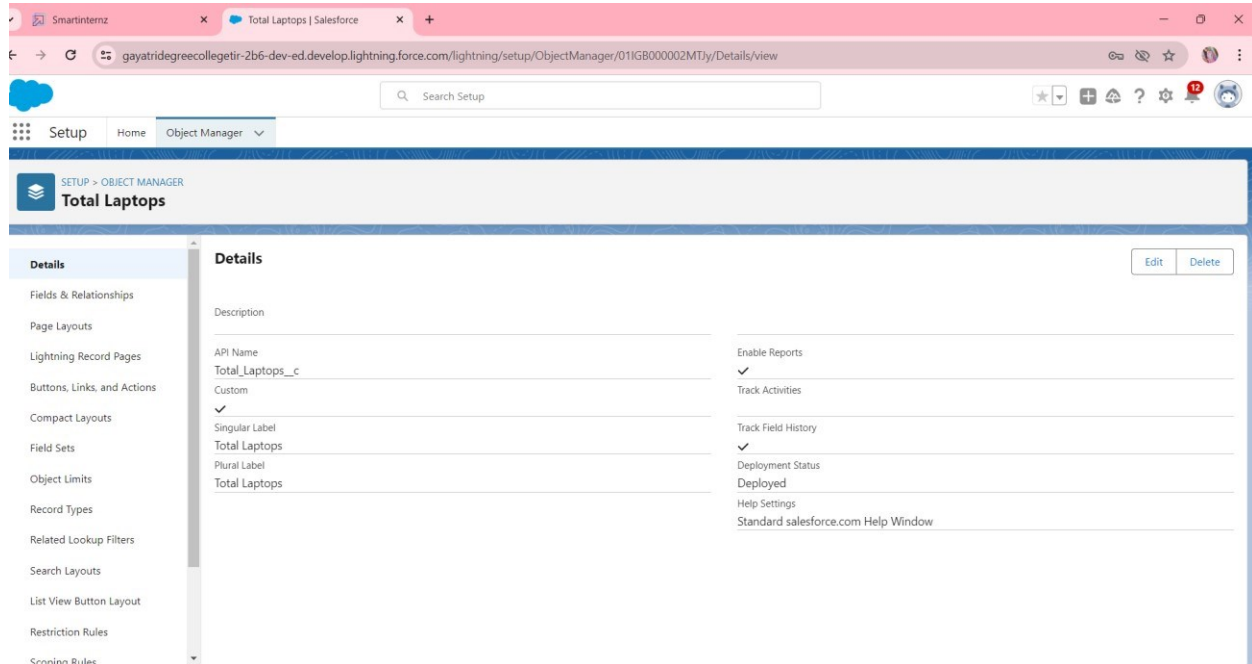 Smartinternz
Total Laptops | Salesforce
gayatridegreecollegetir-2b6-dev-ed.develop.lightning.force.com/lightning/setup/ObjectManager/01IGB000002MTJy/Details/view
Search Setup
12
Setup
Home
Object Manager
SETUP > OBJECT MANAGER
Total Laptops
Details
Fields & Relationships
Page Layouts
Lightning Record Pages
Buttons, Links, and Actions
Compact Layouts
Field Sets
Object Limits
Record Types
Related Lookup Filters
Search Layouts
List View Button Layout
Restriction Rules
Scoping Rules
Details
Edit
Delete
Description
API Name
Total_Laptops__c
Custom
Singular Label
Total Laptops
Plural Label
Total Laptops
Enable Reports
Track Activities
Track Field History
Deployment Status
Deployed
Help Settings
Standard salesforce.com Help Window